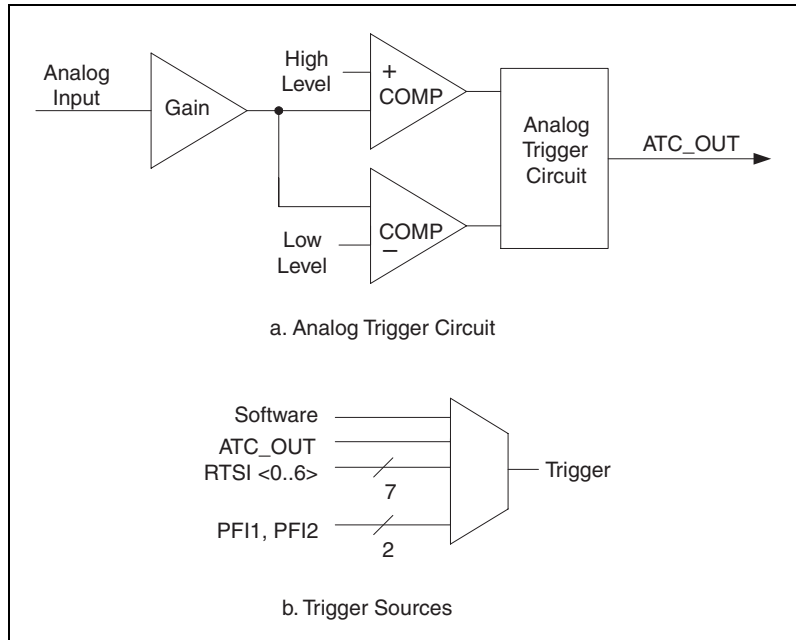 Analog
Input
Gain
High
Level
+
COMP
Low
Level
COMP
–
Analog
Trigger
Circuit
ATC_OUT
a. Analog Trigger Circuit
Software
ATC_OUT
RTSI <0..6>
7
PFI1, PFI2
2
Trigger
b. Trigger Sources